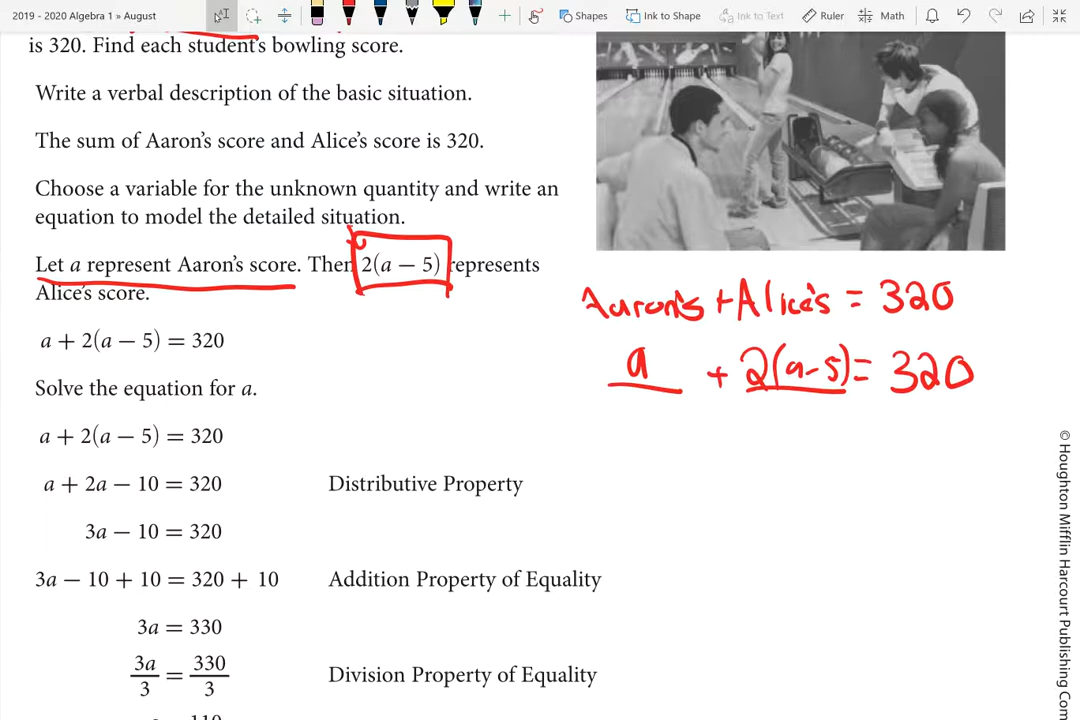 2019 - 2020 Algebra 1 » August
Shapes
Ink to Shape
Ink to Text
Ruler
Math
is 320. Find each student's bowling score.
Write a verbal description of the basic situation.
The sum of Aaron's score and Alice's score is 320.
Choose a variable for the unknown quantity and write an
equation to model the detailed situation.
Let a represent Aaron's score. Then 2(a − 5) represents
Alice's score.
a + 2(a − 5) = 320
Solve the equation for a.
a + 2(a − 5) = 320
a + 2a − 10 = 320 Distributive Property
3a − 10 = 320
3a − 10 + 10 = 320 + 10 Addition Property of Equality
3a = 330
3a/3 = 330/3 Division Property of Equality
110
Aaron's + Alice's = 320
a + 2(a-5) = 320
© Houghton Mifflin Harcourt Publishing Com